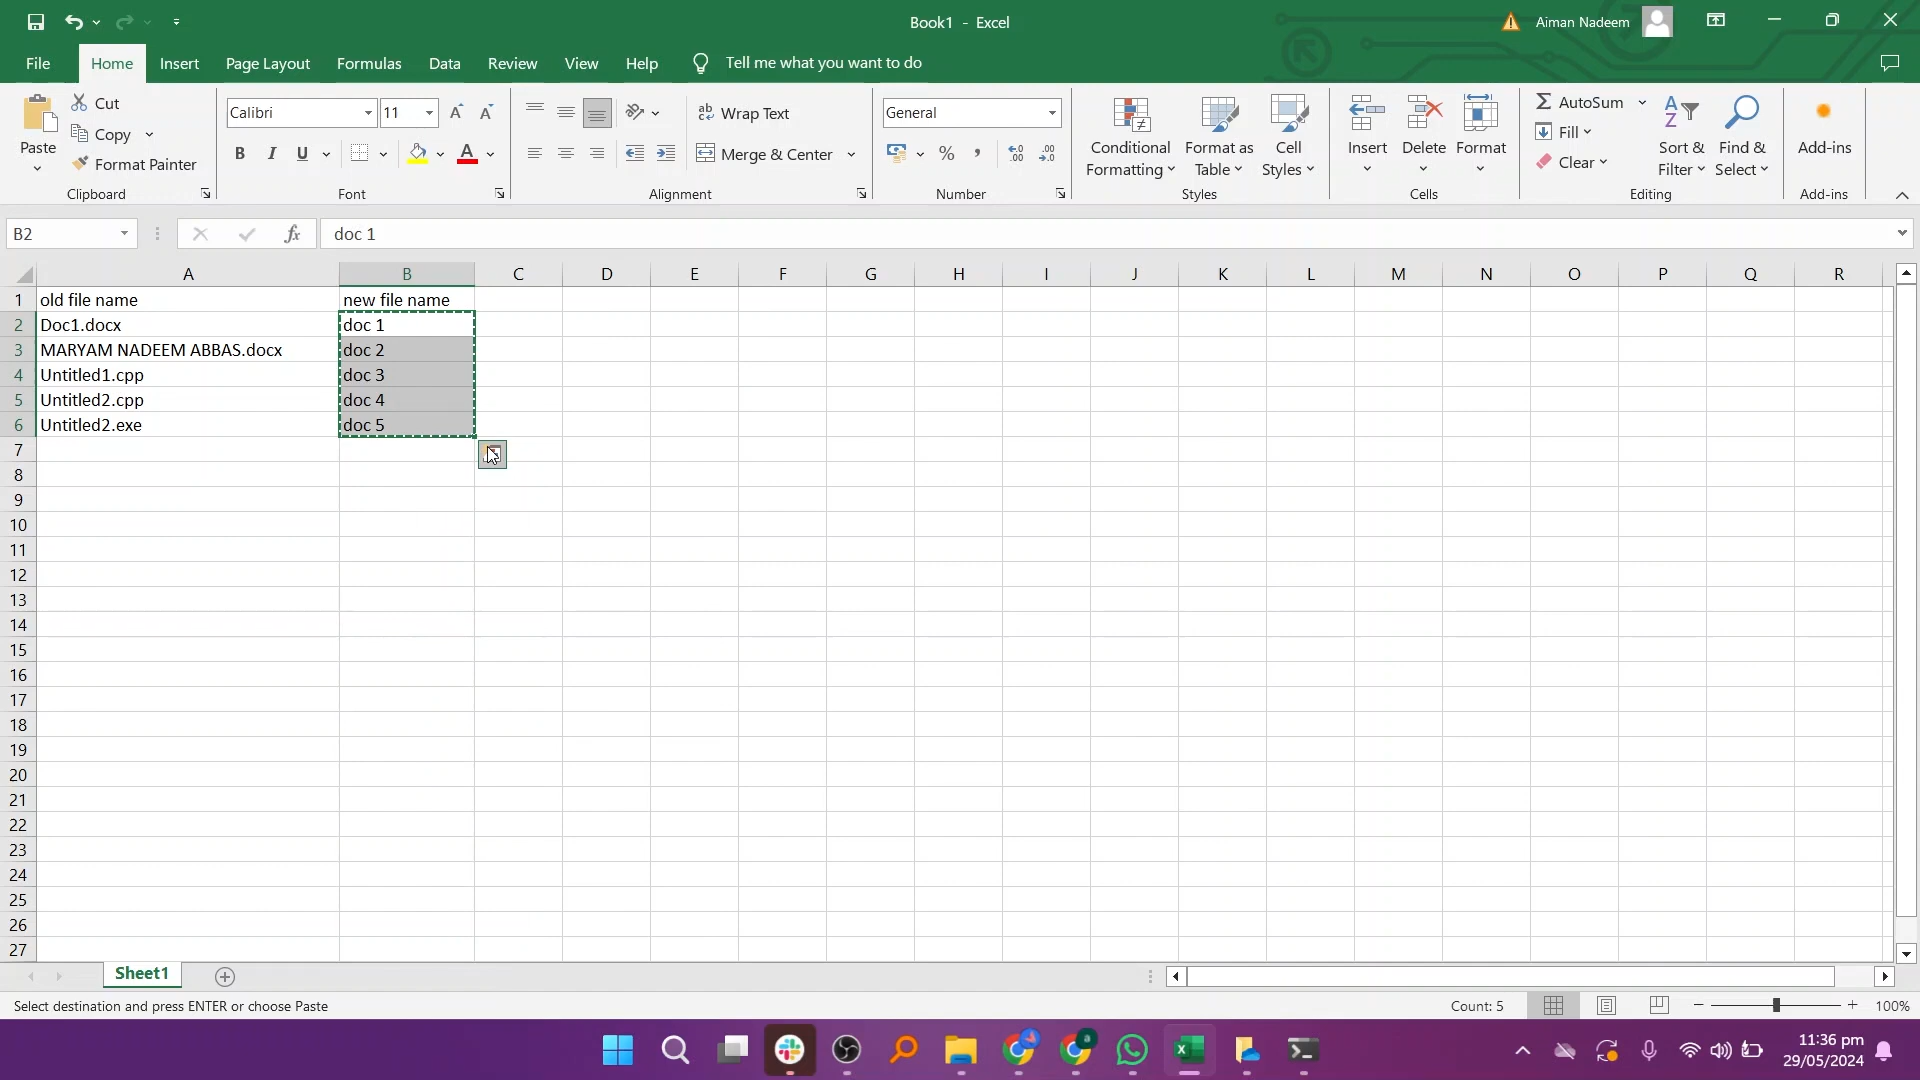 Book1 - Excel
Aiman Nadeem
File Home Insert Page Layout Formulas Data Review View Help Tell me what you want to do
Paste
Cut
Copy
Format Painter
Clipboard
Calibri 11
B I U A
Font
ab Wrap Text
Merge & Center
Alignment
General
% ,
Number
Conditional Formatting
Format as Table
Cell Styles
Styles
Insert Delete Format
Cells
AutoSum
Fill
Clear
Sort & Filter
Find & Select
Editing
Add-ins
Add-ins
B2 fx doc 1
A B C D E F G H I J K L M N O P Q R
1 old file name new file name
2 Doc1.docx doc 1
3 MARYAM NADEEM ABBAS.docx doc 2
4 Untitled1.cpp doc 3
5 Untitled2.cpp doc 4
6 Untitled2.exe doc 5
7
8
9
10
11
12
13
14
15
16
17
18
19
20
21
22
23
24
25
26
27
Sheet1
Select destination and press ENTER or choose Paste Count: 5 100%
11:36 pm
29/05/2024